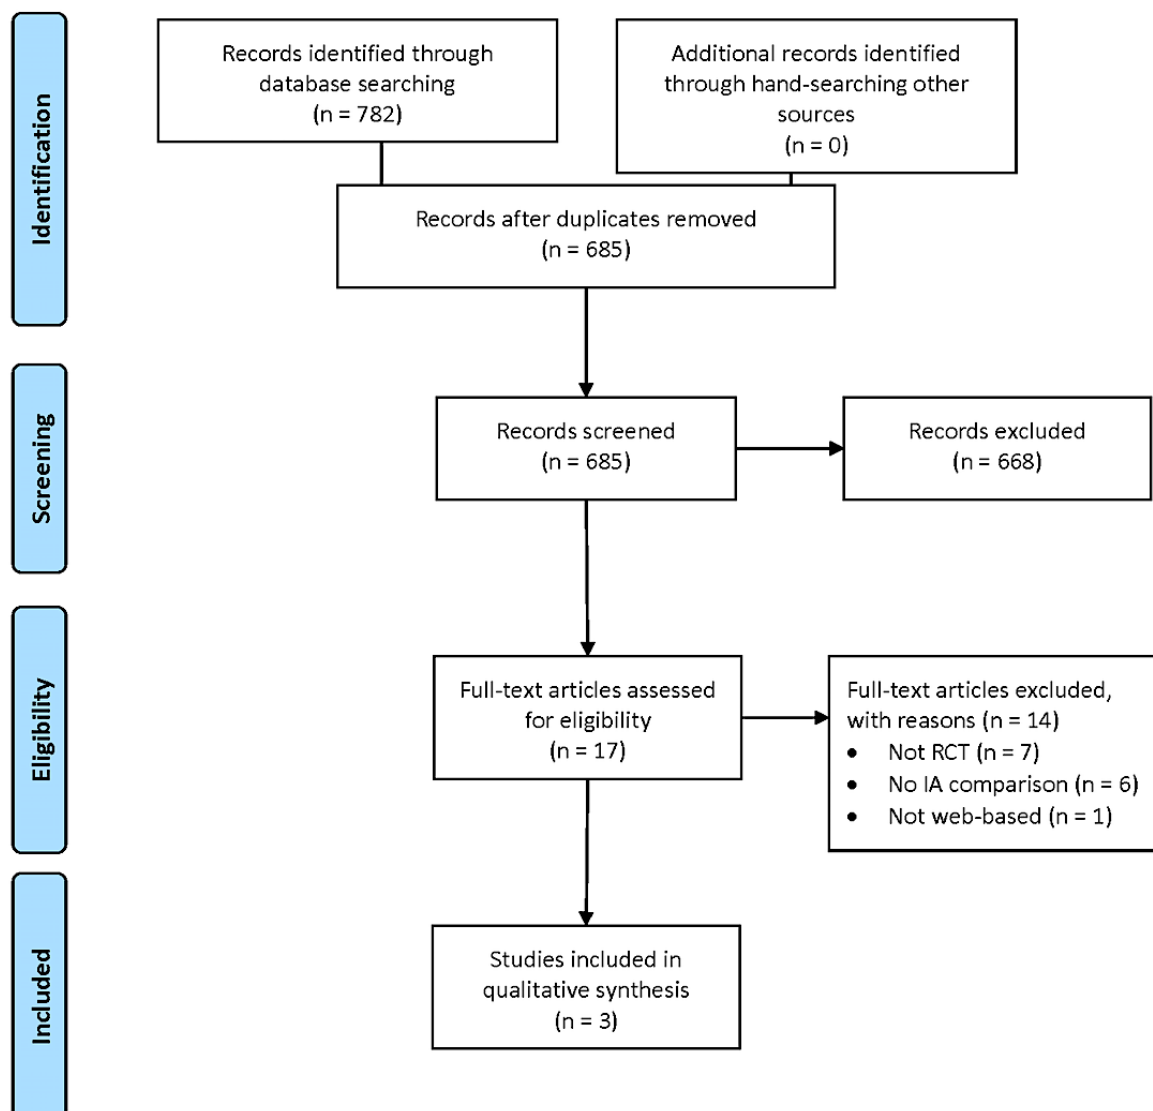 Identification
Records identified through
database searching
(n = 782)
Additional records identified
through hand-searching other
sources
(n = 0)
Records after duplicates removed
(n = 685)
Screening
Records screened
(n = 685)
Records excluded
(n = 668)
Eligibility
Full-text articles assessed
for eligibility
(n = 17)
Full-text articles excluded,
with reasons (n = 14)
• Not RCT (n = 7)
• No IA comparison (n = 6)
• Not web-based (n = 1)
Included
Studies included in
qualitative synthesis
(n = 3)